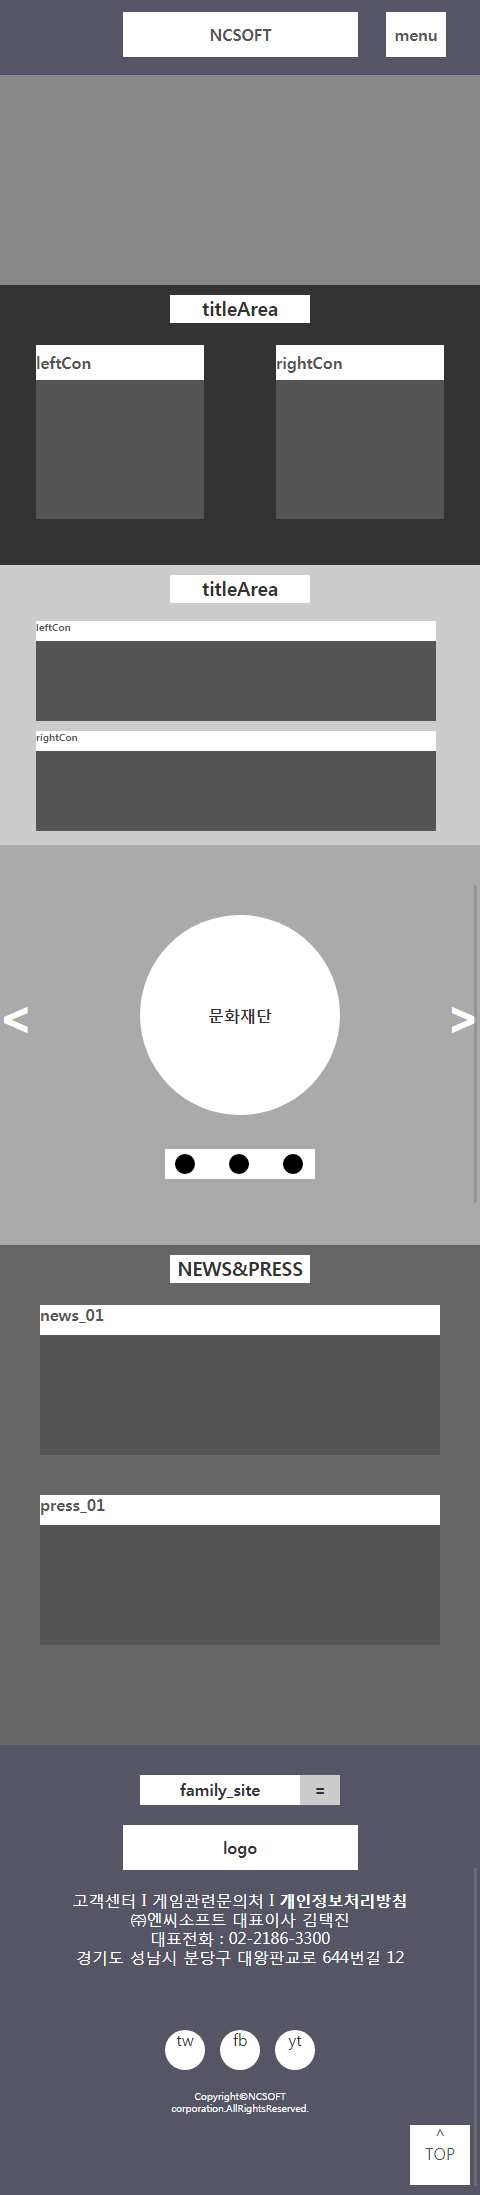 NCSOFT
menu
titleArea
leftCon
rightCon
titleArea
leftCon
rightCon
<
문화재단
>
NEWS&PRESS
news_01
press_01
family_site
=
logo
고객센터 I 게임관련문의처 I 개인정보처리방침
㈜엔씨소프트 대표이사 김택진
대표전화 : 02-2186-3300
경기도 성남시 분당구 대왕판교로 644번길 12
tw
fb
yt
Copyright©NCSOFT
corporation.AllRightsReserved.
^
TOP